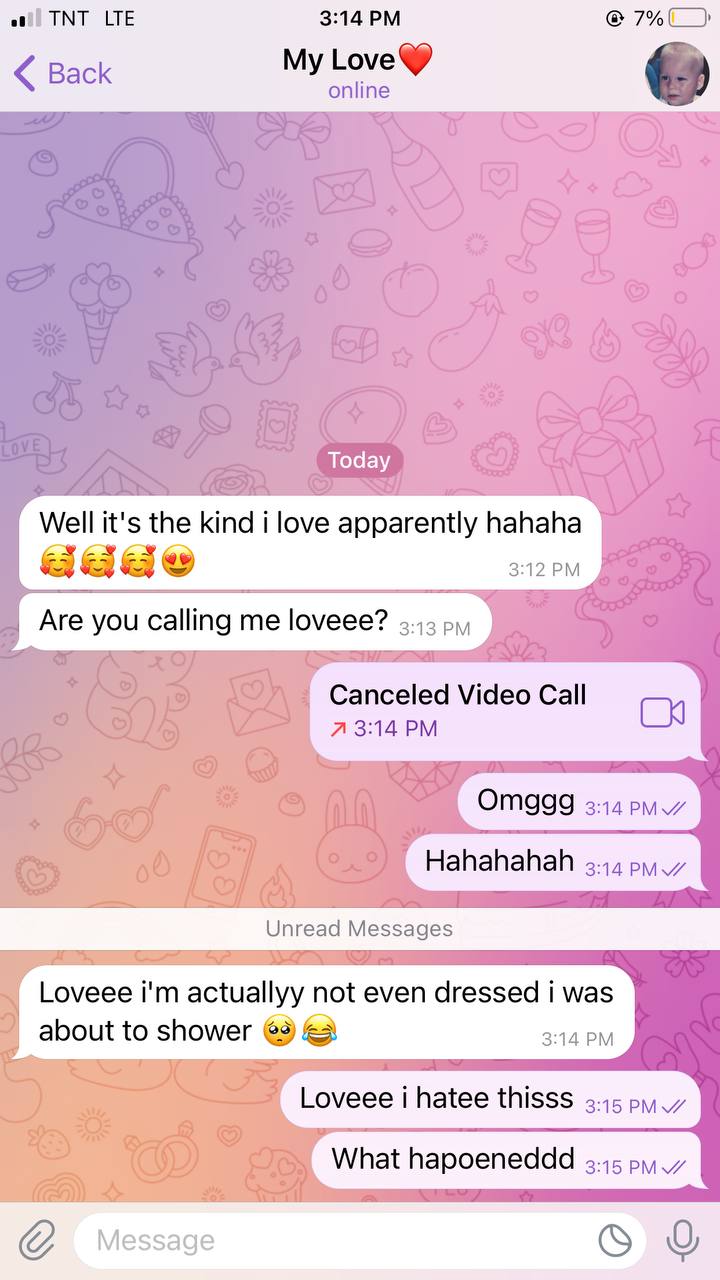 TNT LTE 3:14 PM 7%
Back
My Love❤️
online
LOVE
Today
Well it's the kind i love apparently hahaha
🥰🥰🥰😍 3:12 PM
Are you calling me loveee? 3:13 PM
Canceled Video Call
3:14 PM
Omggg 3:14 PM
Hahahahah 3:14 PM
Unread Messages
Loveee i'm actuallyy not even dressed i was
about to shower 🥺😂 3:14 PM
Loveee i hatee thisss 3:15 PM
What hapoeneddd 3:15 PM
Message